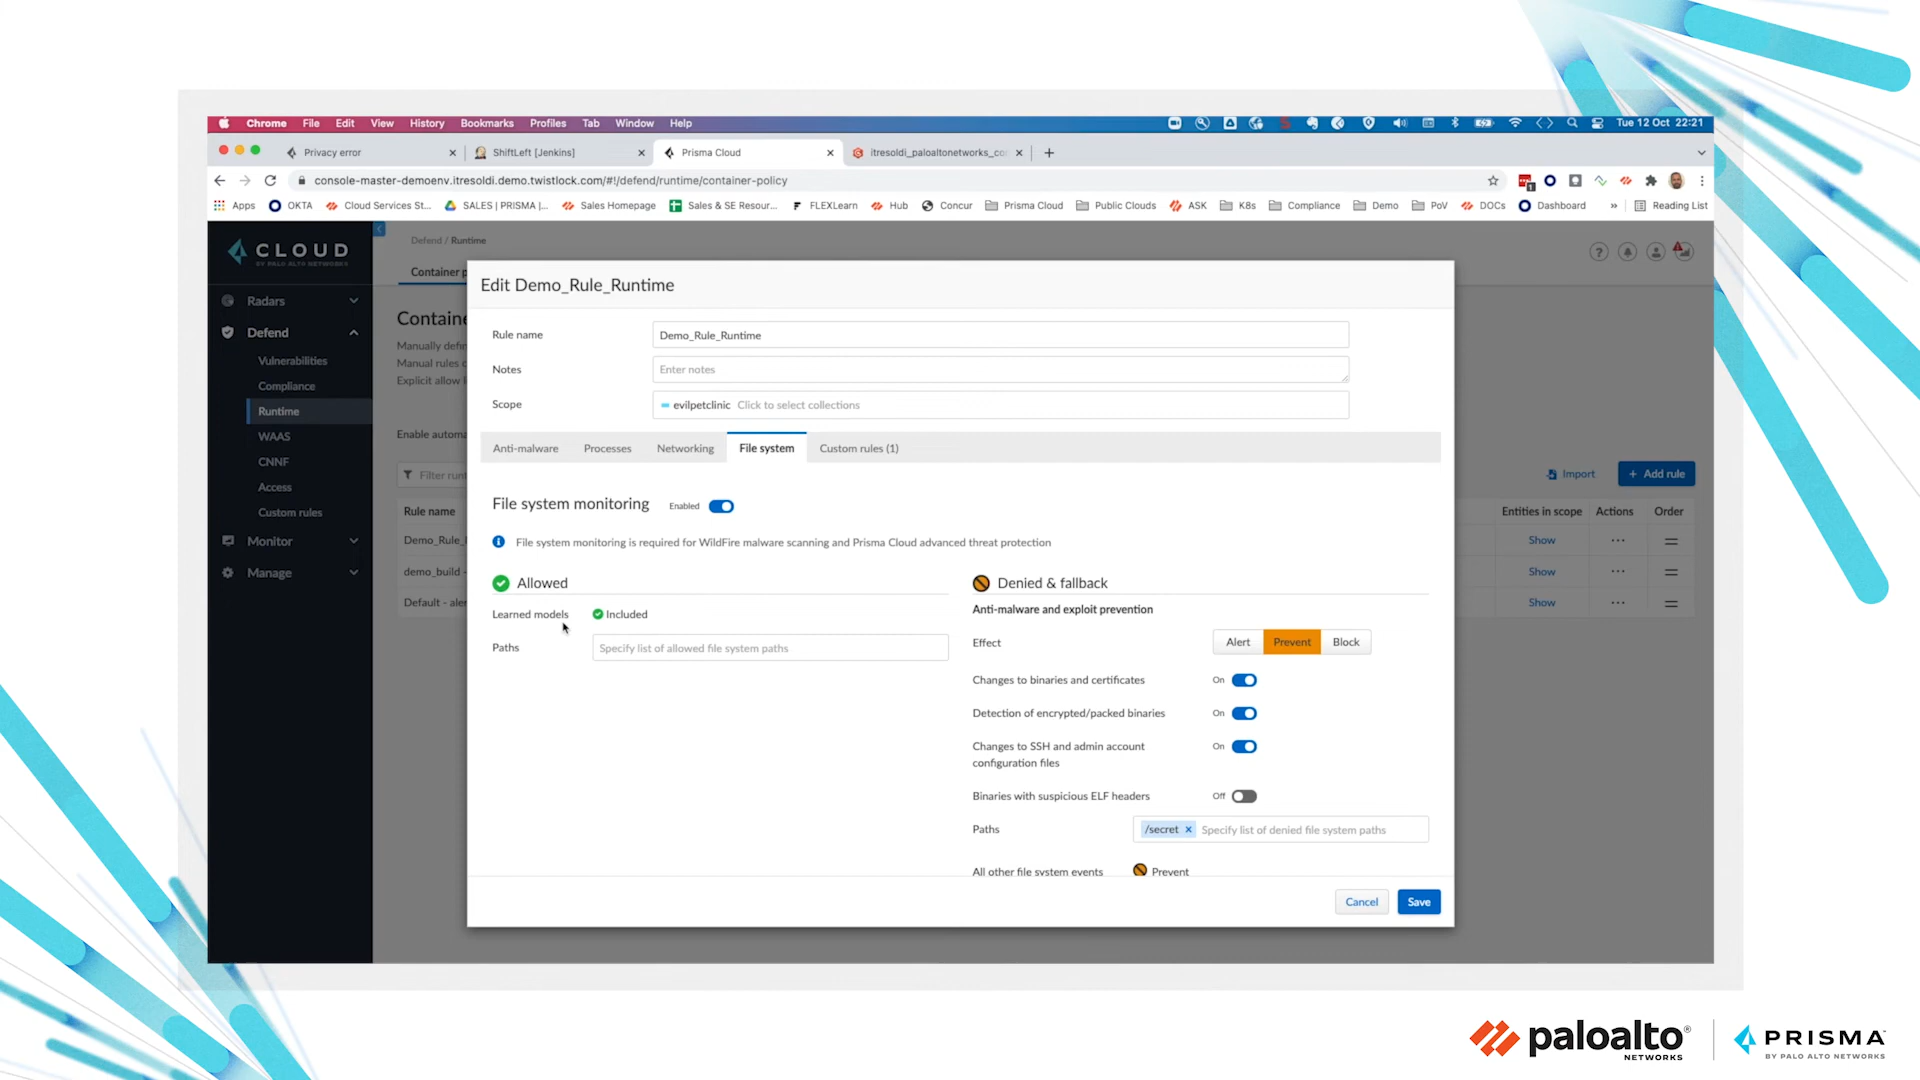 Chrome File Edit View History Bookmarks Profiles Tab Window Help Tue 12 Oct 22:21
Privacy error ShiftLeft [Jenkins] Prisma Cloud itresoldi_paloaltonetworks_co
console-master-demoenv.itresoldi.demo.twistlock.com/#!/defend/runtime/container-policy
Apps OKTA Cloud Services St... SALES | PRISMA |... Sales Homepage Sales & SE Resour... FLEXLearn Hub Concur Prisma Cloud Public Clouds ASK K8s Compliance Demo PoV DOCs Dashboard » Reading List
CLOUD
BY PALO ALTO NETWORKS
Defend / Runtime
Container p
Radars
Defend
Vulnerabilities
Compliance
Runtime
WAAS
CNNF
Access
Custom rules
Monitor
Manage
Containe
Manually defin
Manual rules c
Explicit allow l
Enable automa
Filter runt
Import
+ Add rule
Rule name
Entities in scope Actions Order
Demo_Rule_
Show
demo_build -
Show
Default - aler
Show
Edit Demo_Rule_Runtime
Rule name Demo_Rule_Runtime
Notes Enter notes
Scope evilpetclinic Click to select collections
Anti-malware Processes Networking File system Custom rules (1)
File system monitoring Enabled
File system monitoring is required for WildFire malware scanning and Prisma Cloud advanced threat protection
Allowed
Learned models Included
Paths Specify list of allowed file system paths
Denied & fallback
Anti-malware and exploit prevention
Effect Alert Prevent Block
Changes to binaries and certificates On
Detection of encrypted/packed binaries On
Changes to SSH and admin account On
configuration files
Binaries with suspicious ELF headers Off
Paths /secret × Specify list of denied file system paths
All other file system events Prevent
Cancel Save
paloalto®
NETWORKS
PRISMA
BY PALO ALTO NETWORKS